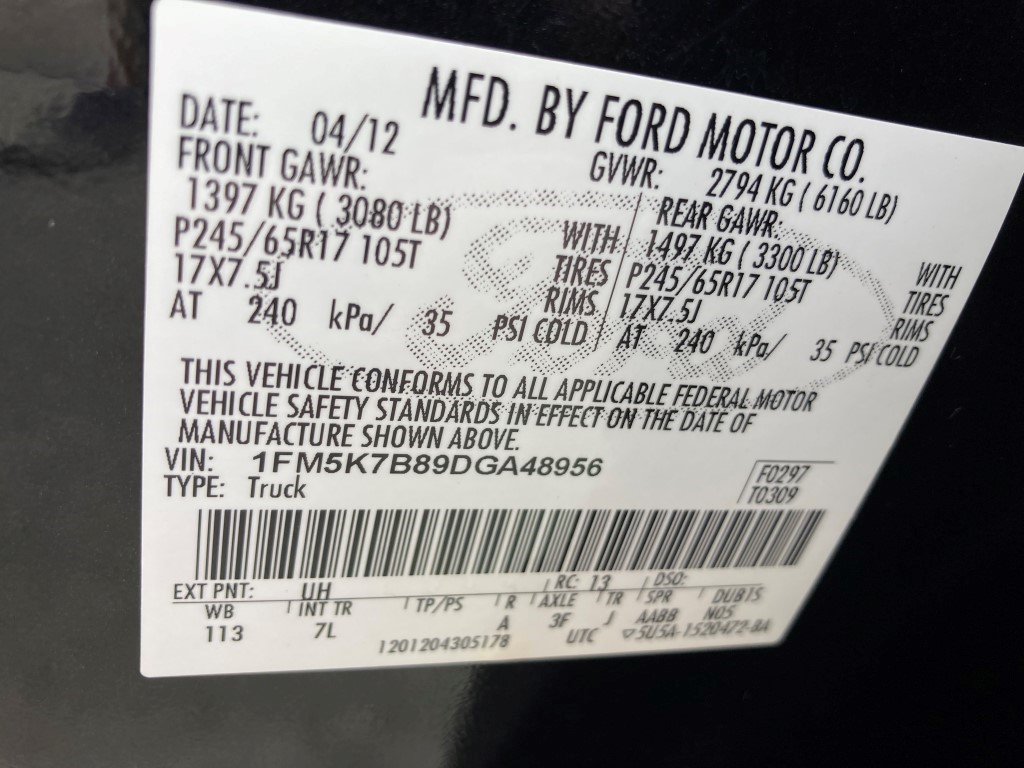 MFD. BY FORD MOTOR CO.
DATE: 04/12
GVWR: 2794 KG ( 6160 LB)
FRONT GAWR:
1397 KG ( 3080 LB) WITH
P245/65R17 105T TIRES
17X7.5J RIMS
AT 240 kPa/ 35 PSI COLD
REAR GAWR:
1497 KG ( 3300 LB) WITH
P245/65R17 105T TIRES
17X7.5J RIMS
AT 240 kPa/ 35 PSI COLD
THIS VEHICLE CONFORMS TO ALL APPLICABLE FEDERAL MOTOR
VEHICLE SAFETY STANDARDS IN EFFECT ON THE DATE OF
MANUFACTURE SHOWN ABOVE.
VIN: 1FM5K7B89DGA48956
TYPE: Truck
F0297
T0309
EXT PNT: UH RC: 13 DSO:
WB INT TR TP/PS R AXLE TR SPR DUB15
113 7L A 3F J AABB N05
1201204305178 UTC 5U5A-1520472-BA